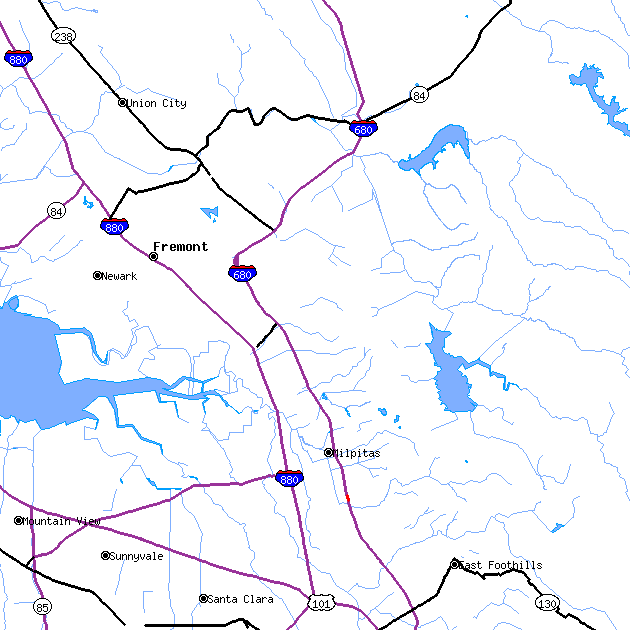 238
880
84
Union City
680
84
880
Fremont
680
Newark
Milpitas
880
Mountain View
Sunnyvale
East Foothills
Santa Clara
101
130
85